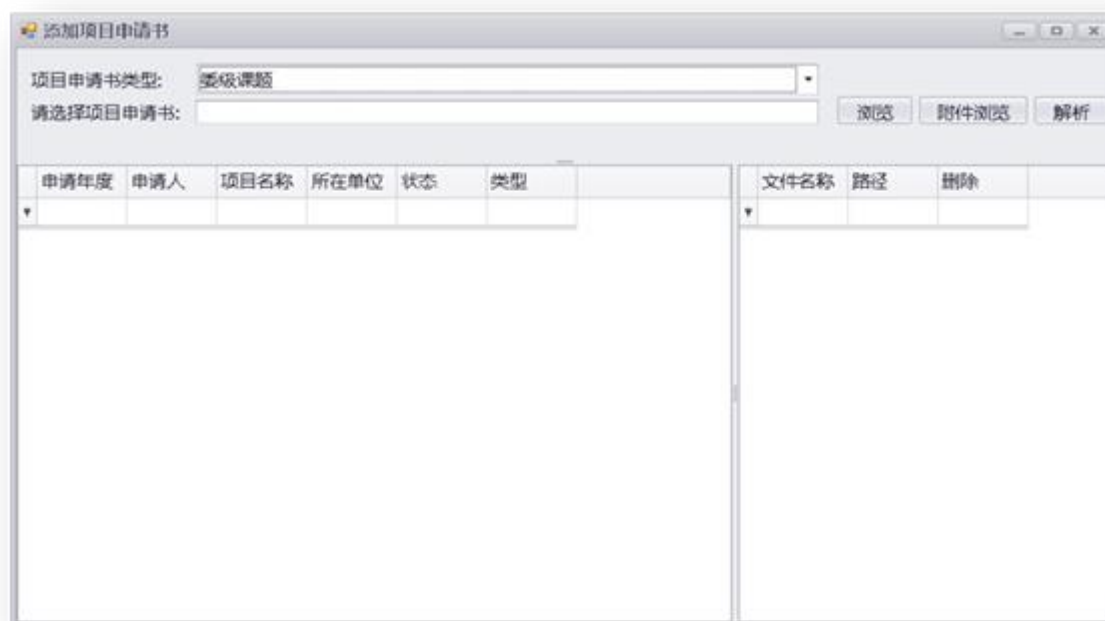 添加项目申请书
项目申请书类型: 委级课题
请选择项目申请书: 浏览 附件浏览 解析
申请年度 申请人 项目名称 所在单位 状态 类型 文件名称 路径 删除